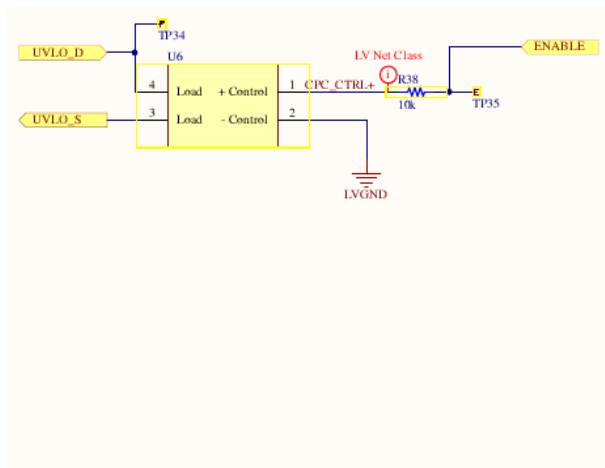 TP34
UVLO_D
U6
LV Net Class
ENABLE
i
R38
4
Load
+ Control
1
CPC_CTRL+
10k
TP35
UVLO_S
3
Load
- Control
2
LVGND